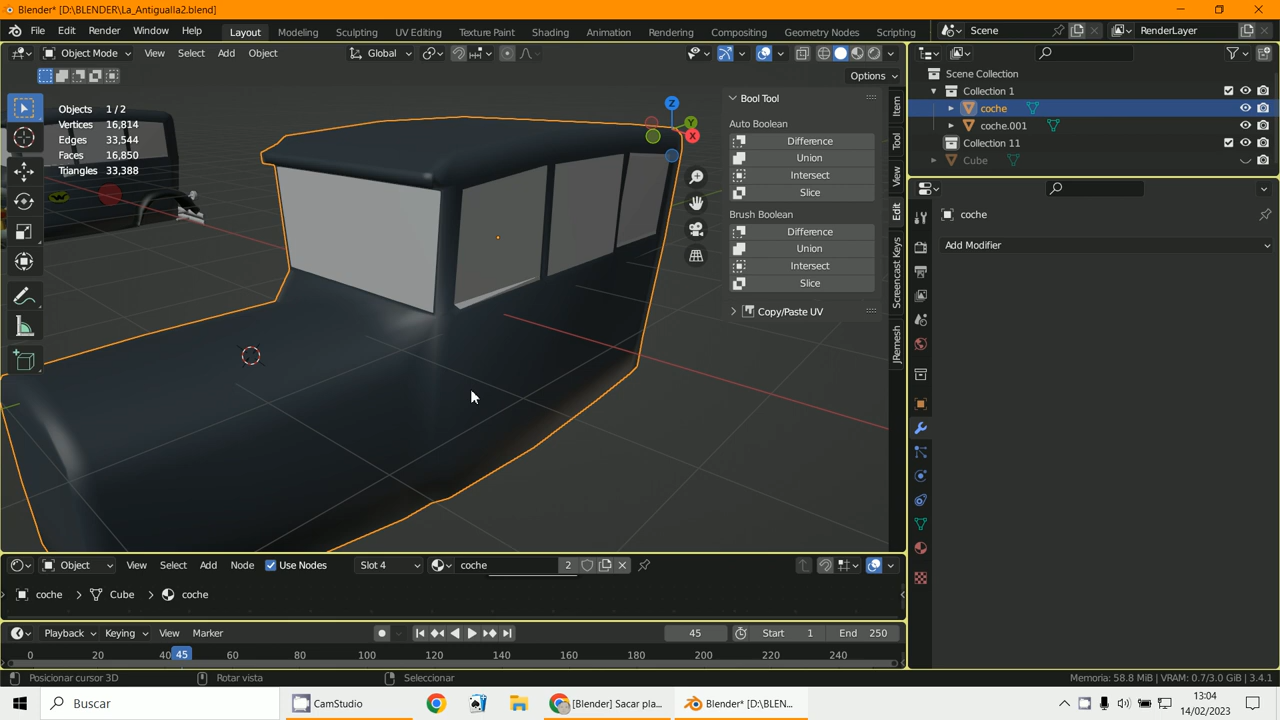 Blender* [D:\BLENDER\La_Antigualla2.blend]
File Edit Render Window Help Layout Modeling Sculpting UV Editing Texture Paint Shading Animation Rendering Compositing Geometry Nodes Scripting Scene RenderLayer
Object Mode View Select Add Object Global
Options
Objects 1 / 2
Vertices 16,814
Edges 33,544
Faces 16,850
Triangles 33,388
Z
Y
X
Bool Tool
Auto Boolean
Difference
Union
Intersect
Slice
Brush Boolean
Difference
Union
Intersect
Slice
Copy/Paste UV
Item
Tool
View
Edit
Screencast Keys
JRemesh
Scene Collection
Collection 1
coche
coche.001
Collection 11
Cube
coche
Add Modifier
Object View Select Add Node Use Nodes Slot 4 coche 2
coche > Cube > coche
Playback Keying View Marker 45 Start 1 End 250
0 20 40 45 60 80 100 120 140 160 180 200 220 240
Posicionar cursor 3D Rotar vista Seleccionar Memoria: 58.8 MiB | VRAM: 0.7/3.0 GiB | 3.4.1
Buscar CamStudio [Blender] Sacar pla... Blender* [D:\BLEN... 13:04
14/02/2023